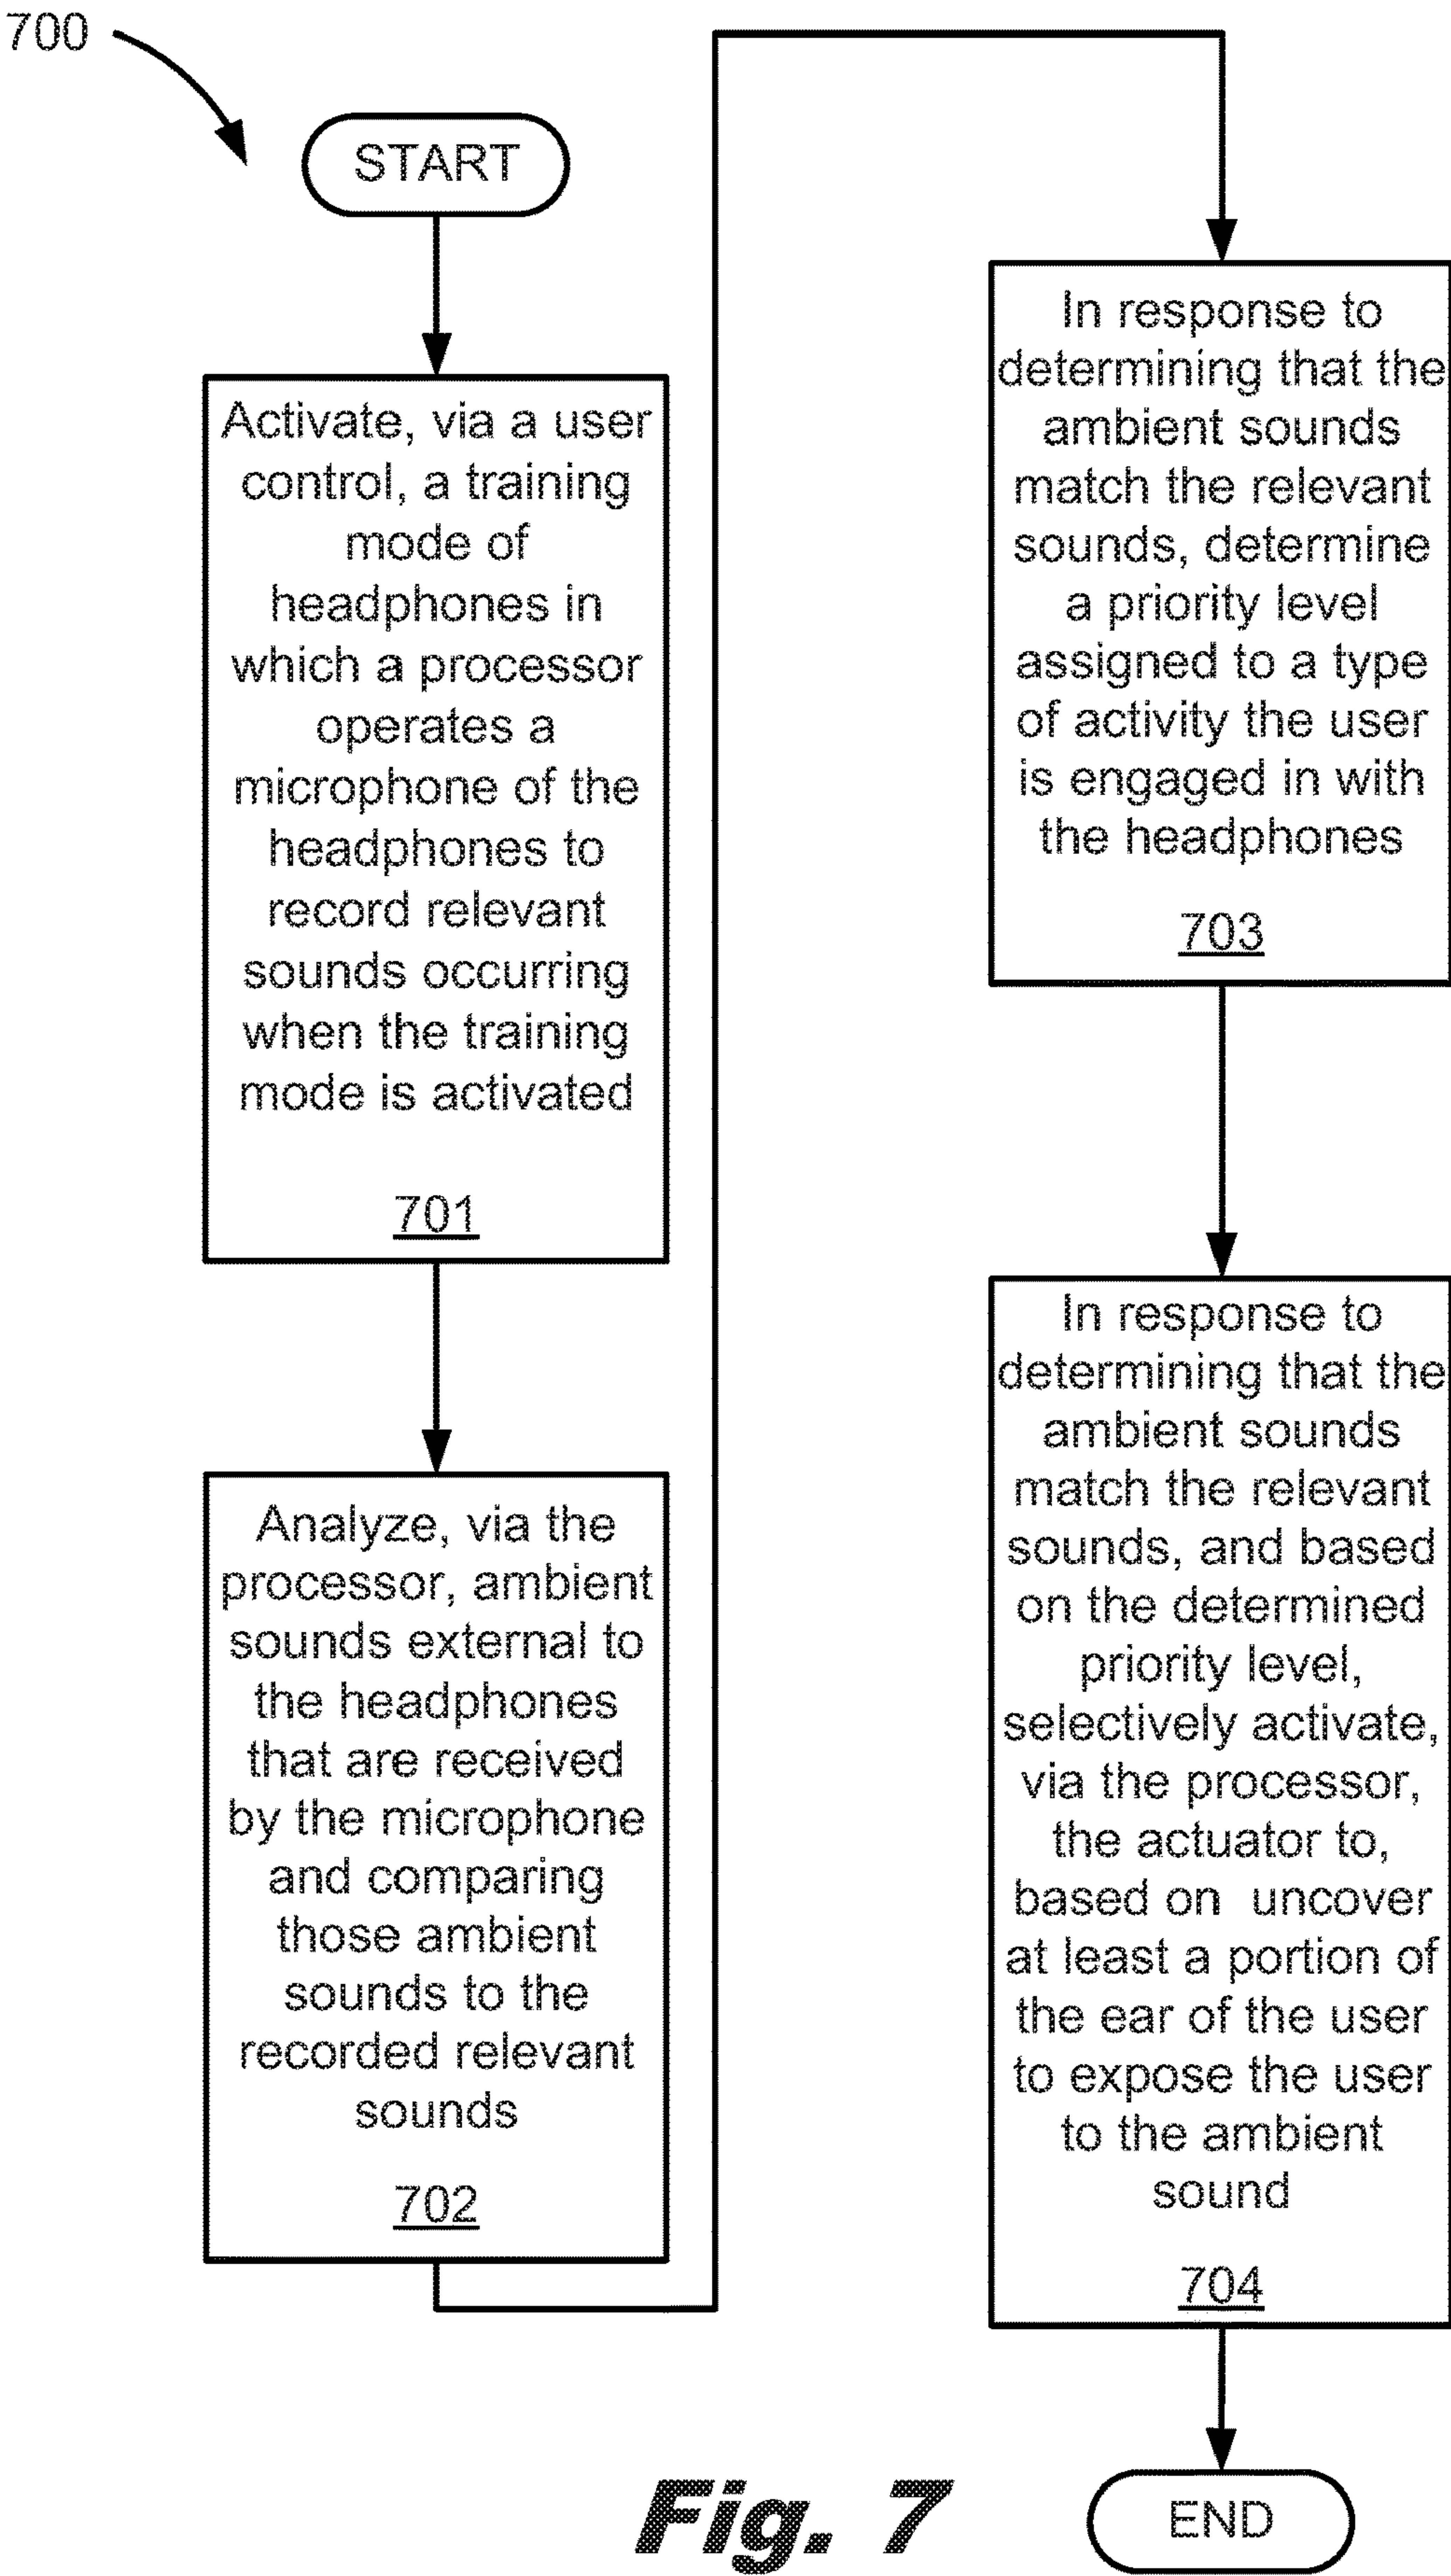 700
START
Activate, via a user
control, a training
mode of
headphones in
which a processor
operates a
microphone of the
headphones to
record relevant
sounds occurring
when the training
mode is activated
701
Analyze, via the
processor, ambient
sounds external to
the headphones
that are received
by the microphone
and comparing
those ambient
sounds to the
recorded relevant
sounds
702
In response to
determining that the
ambient sounds
match the relevant
sounds, determine
a priority level
assigned to a type
of activity the user
is engaged in with
the headphones
703
In response to
determining that the
ambient sounds
match the relevant
sounds, and based
on the determined
priority level,
selectively activate,
via the processor,
the actuator to,
based on uncover
at least a portion of
the ear of the user
to expose the user
to the ambient
sound
704
END
Fig. 7